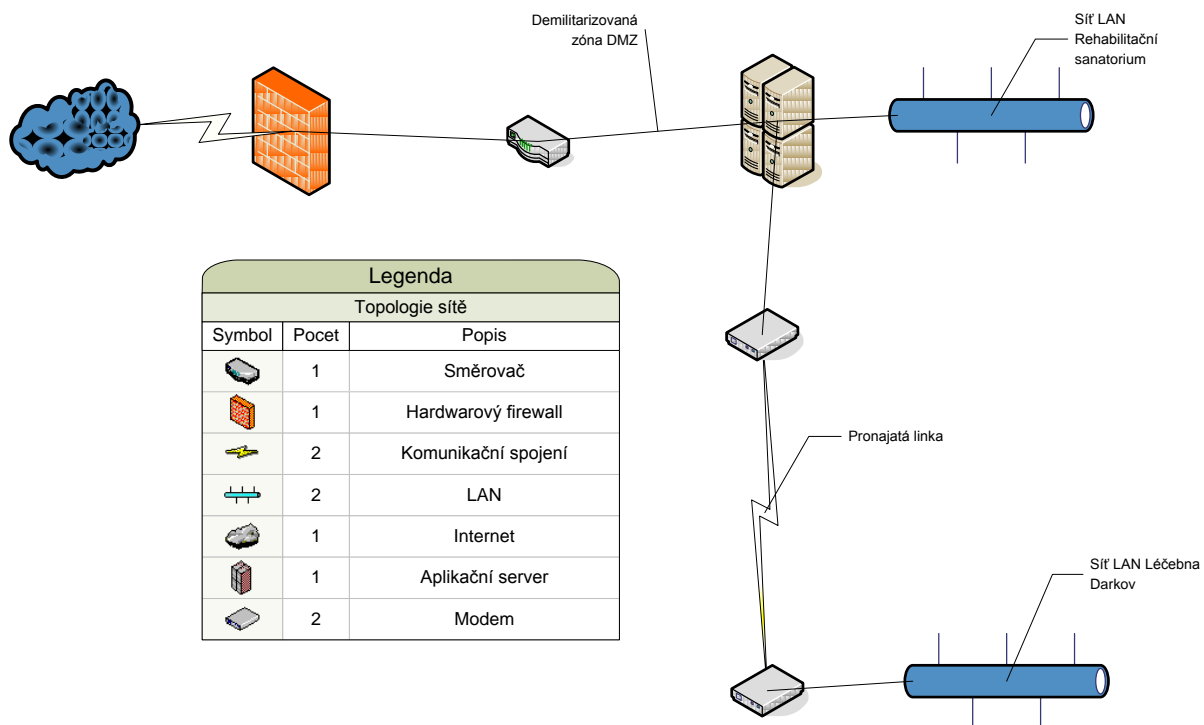 Demilitarizovaná
zóna DMZ
Síť LAN
Rehabilitační
sanatorium
Legenda
Topologie sítě
Symbol Pocet Popis
1 Směrovač
1 Hardwarový firewall
2 Komunikační spojení
2 LAN
1 Internet
1 Aplikační server
2 Modem
Pronajatá linka
Síť LAN Léčebna
Darkov